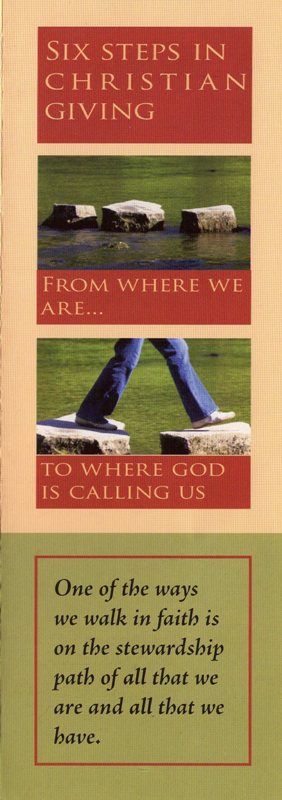 SIX STEPS IN
CHRISTIAN
GIVING
FROM WHERE WE
ARE...
TO WHERE GOD
IS CALLING US
One of the ways
we walk in faith is
on the stewardship
path of all that we
are and all that we
have.